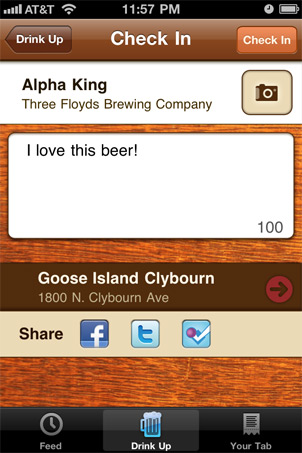 AT&T 11:57 PM
Drink Up Check In Check In
Alpha King
Three Floyds Brewing Company
I love this beer!
100
Goose Island Clybourn
1800 N. Clybourn Ave
Share f t
Feed Drink Up Your Tab